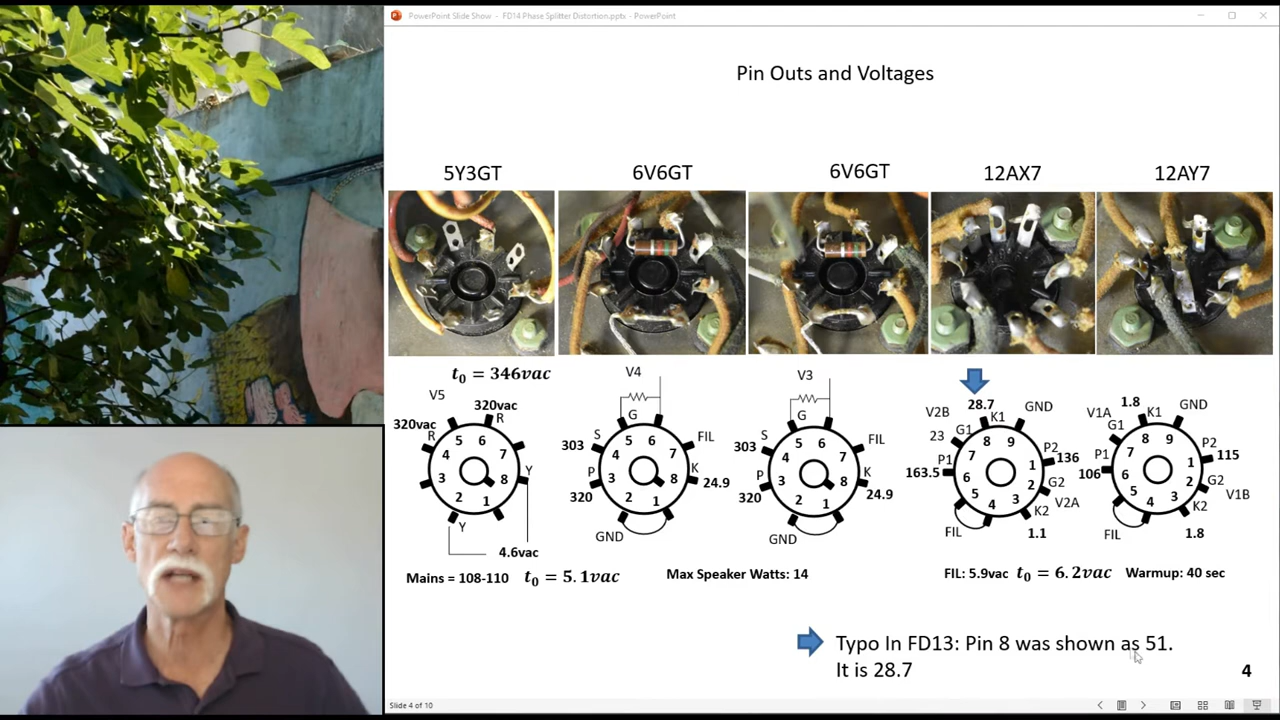 PowerPoint Slide Show - FD14 Phase Splitter Distortion.pptx - PowerPoint
Pin Outs and Voltages
5Y3GT
6V6GT
6V6GT
12AX7
12AY7
t₀ = 346vac
V5
320vac
R
320vac
R
5 6
4 7
3 8
2 1
Y
Y
4.6vac
V4
G
S
303
P
320
5 6
4 7
3 8
2 1
FIL
K
24.9
GND
V3
G
S
303
P
320
5 6
4 7
3 8
2 1
FIL
K
24.9
GND
28.7
V2B
K1
GND
G1
23
P1
163.5
8 9
7
6 1
5 2
4 3
P2
136
G2
V2A
K2
FIL
1.1
1.8
V1A
K1
GND
G1
P1
106
8 9
7
6 1
5 2
4 3
P2
115
G2
V1B
K2
FIL
1.8
Mains = 108-110
t₀ = 5.1vac
Max Speaker Watts: 14
FIL: 5.9vac
t₀ = 6.2vac
Warmup: 40 sec
Typo In FD13: Pin 8 was shown as 51.
It is 28.7
4
Slide 4 of 10